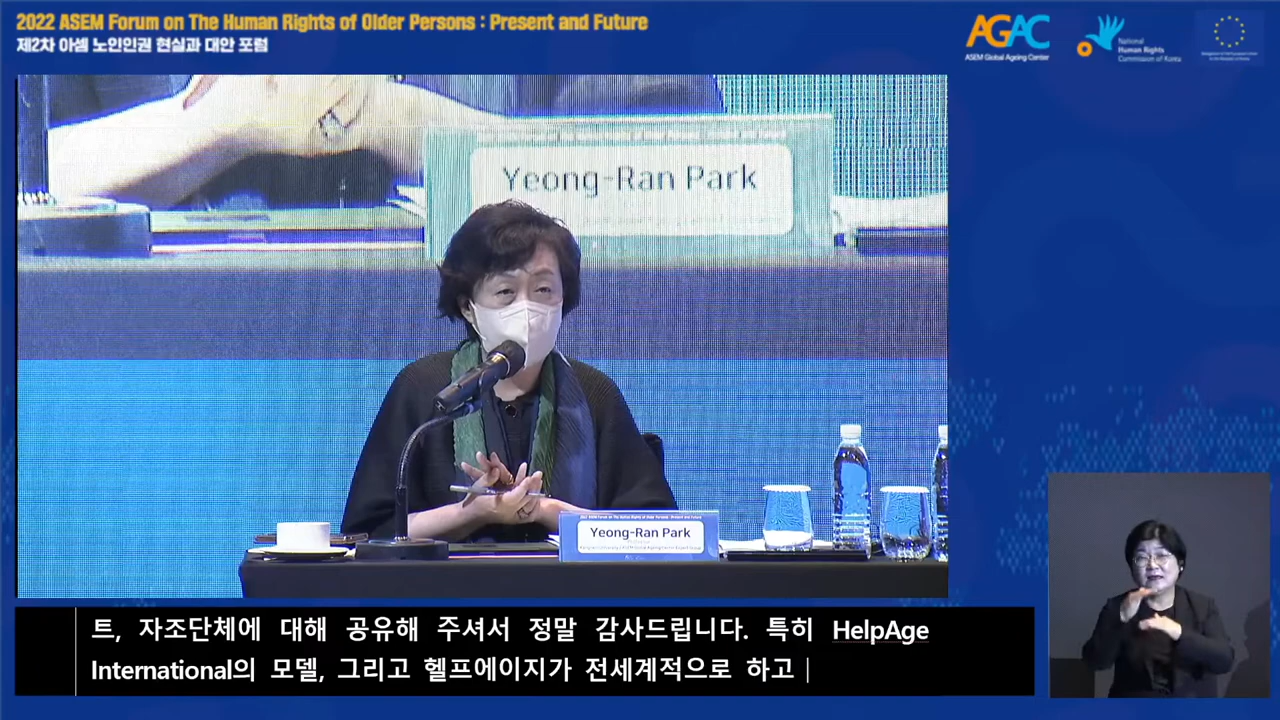 2022 ASEM Forum on The Human Rights of Older Persons : Present and Future
제2차 아셈 노인인권 현실과 대안 포럼
AGAC
ASEM Global Ageing Center
National
Human Rights
Commission of Korea
Yeong-Ran Park
Yeong-Ran Park
트, 자조단체에 대해 공유해 주셔서 정말 감사드립니다. 특히 HelpAge
International의 모델, 그리고 헬프에이지가 전세계적으로 하고